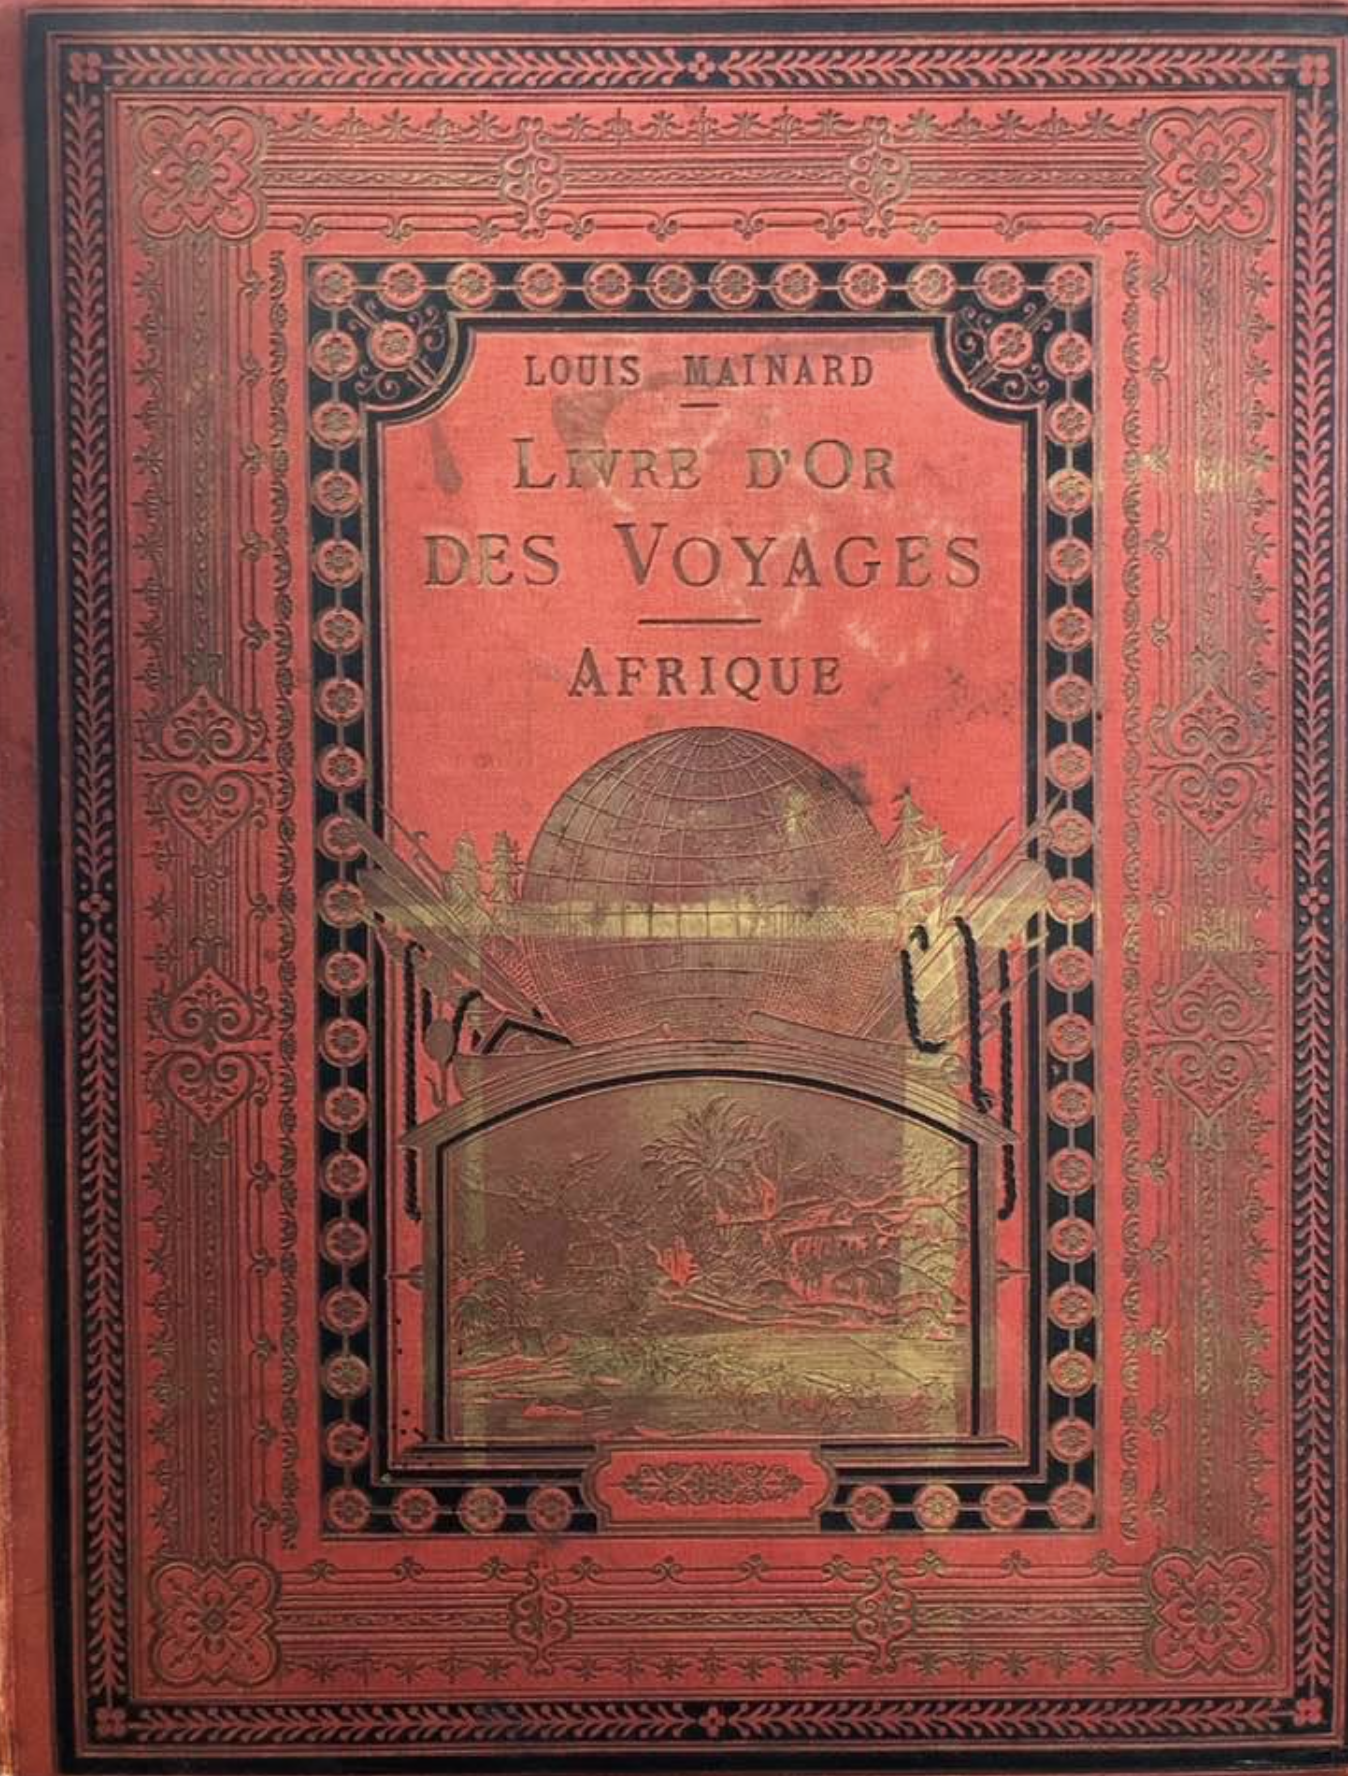 LOUIS MAINARD
LIVRE D'OR
DES VOYAGES
AFRIQUE